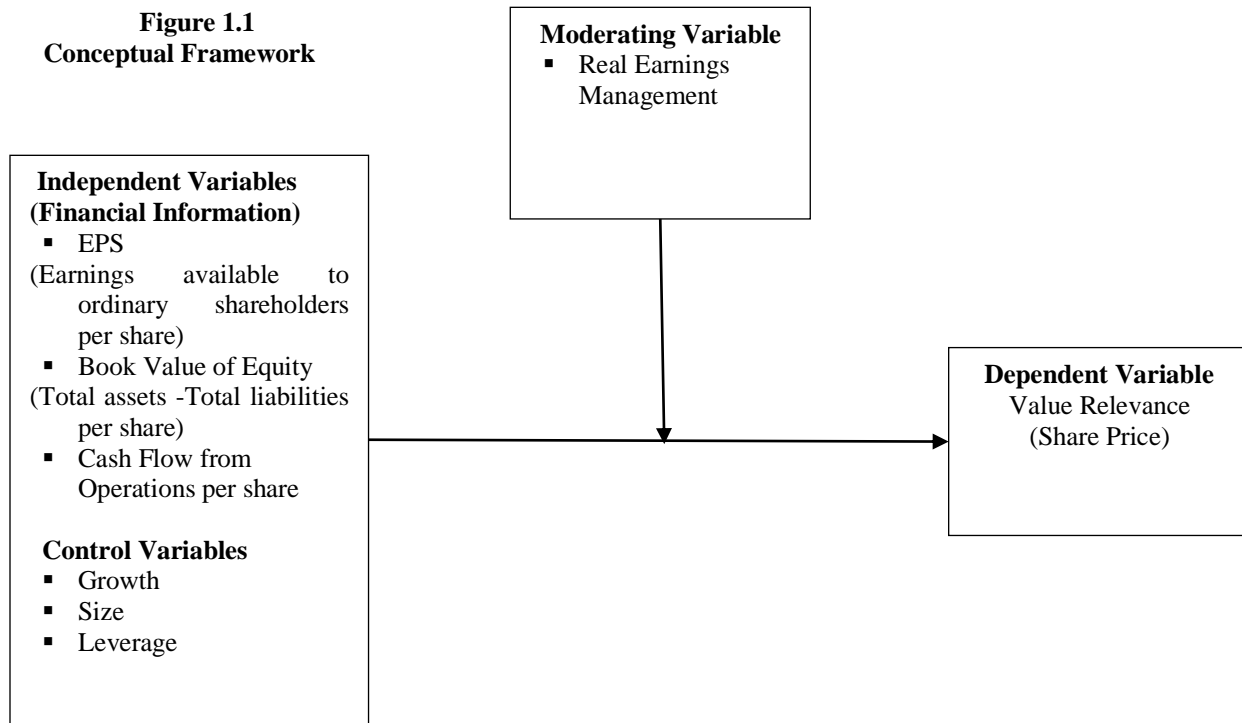 Figure 1.1
Conceptual Framework
Moderating Variable
▪ Real Earnings
Management
Independent Variables
(Financial Information)
▪ EPS
(Earnings available to
ordinary shareholders
per share)
▪ Book Value of Equity
(Total assets -Total liabilities
per share)
▪ Cash Flow from
Operations per share
Control Variables
▪ Growth
▪ Size
▪ Leverage
Dependent Variable
Value Relevance
(Share Price)